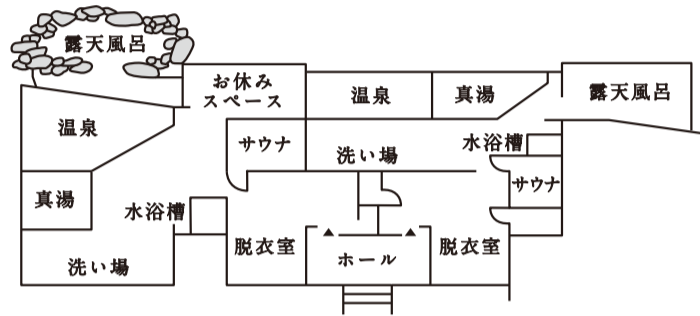 露天風呂
お休み
スペース
温泉
真湯
露天風呂
温泉
サウナ
洗い場
水浴槽
サウナ
真湯
水浴槽
脱衣室
ホール
脱衣室
洗い場